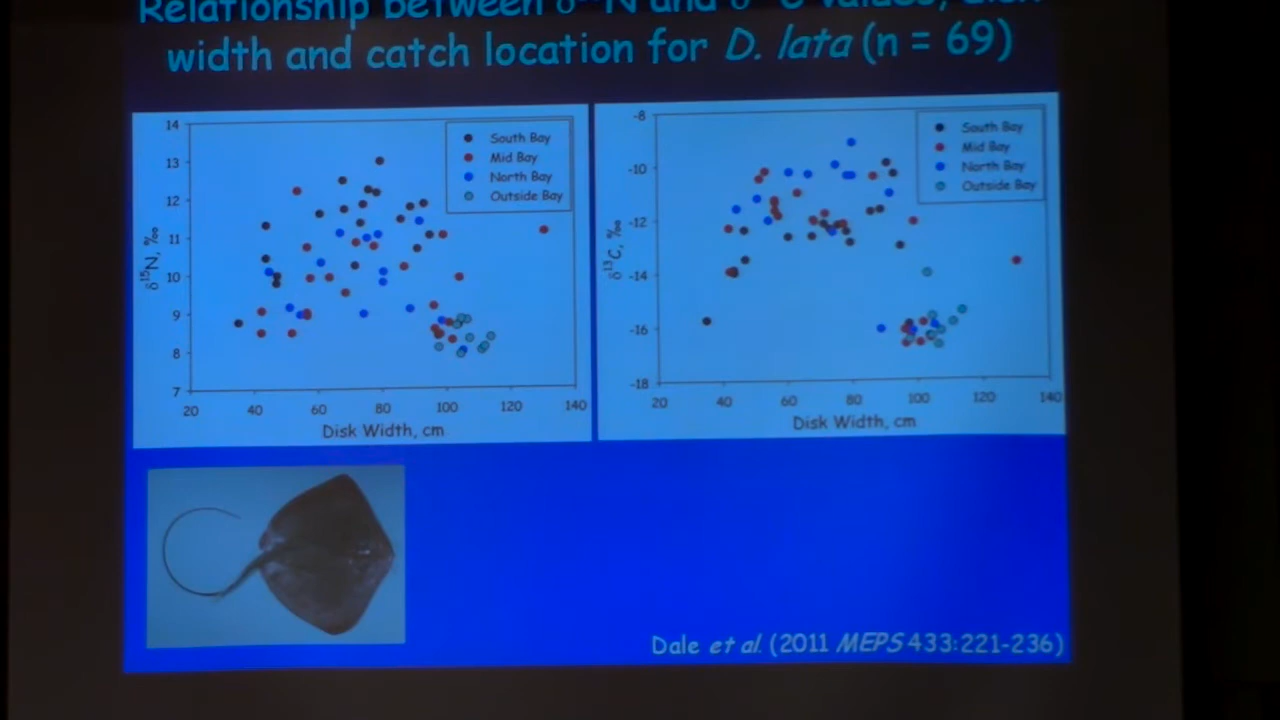 Relationship between δ N and δ
width and catch location for D. lata (n = 69)
14
13
12
11
10
9
8
7
δ15N, ‰
South Bay
Mid Bay
North Bay
Outside Bay
20 40 60 80 100 120 140
Disk Width, cm
-8
-10
-12
-14
-16
-18
δ13C, ‰
South Bay
Mid Bay
North Bay
Outside Bay
20 40 60 80 100 120 140
Disk Width, cm
Dale et al. (2011 MEPS 433:221-236)